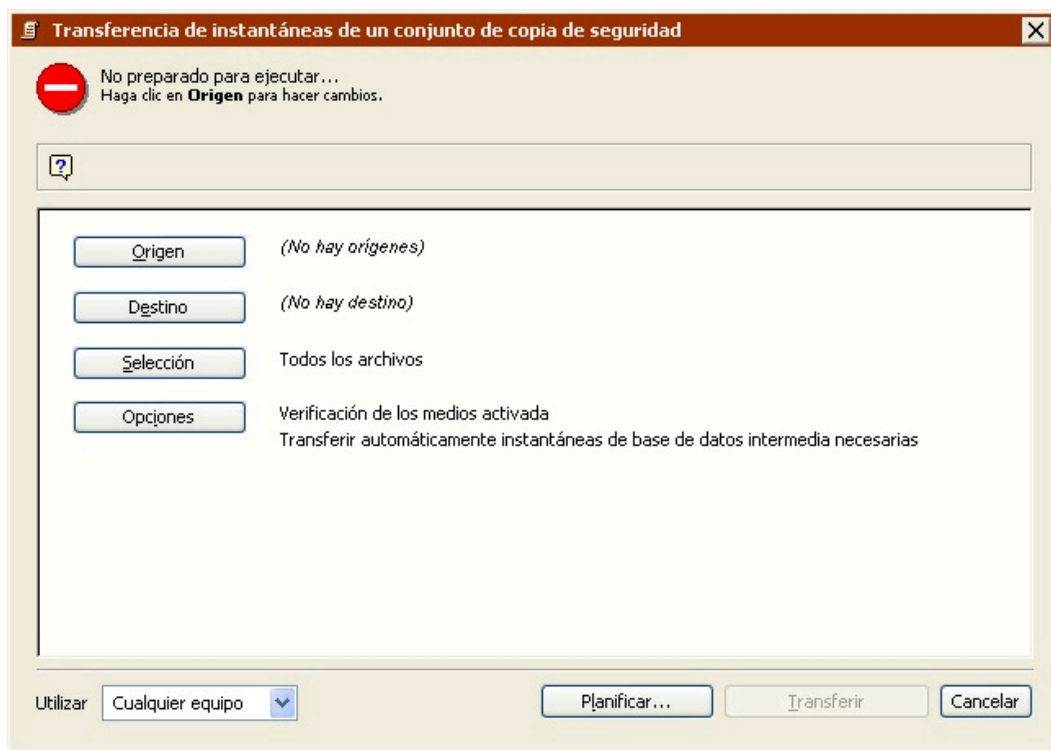 Transferencia de instantáneas de un conjunto de copia de seguridad
No preparado para ejecutar...
Haga clic en Origen para hacer cambios.
Origen (No hay orígenes)
Destino (No hay destino)
Selección Todos los archivos
Opciones Verificación de los medios activada
Transferir automáticamente instantáneas de base de datos intermedia necesarias
Utilizar Cualquier equipo Planificar... Transferir Cancelar